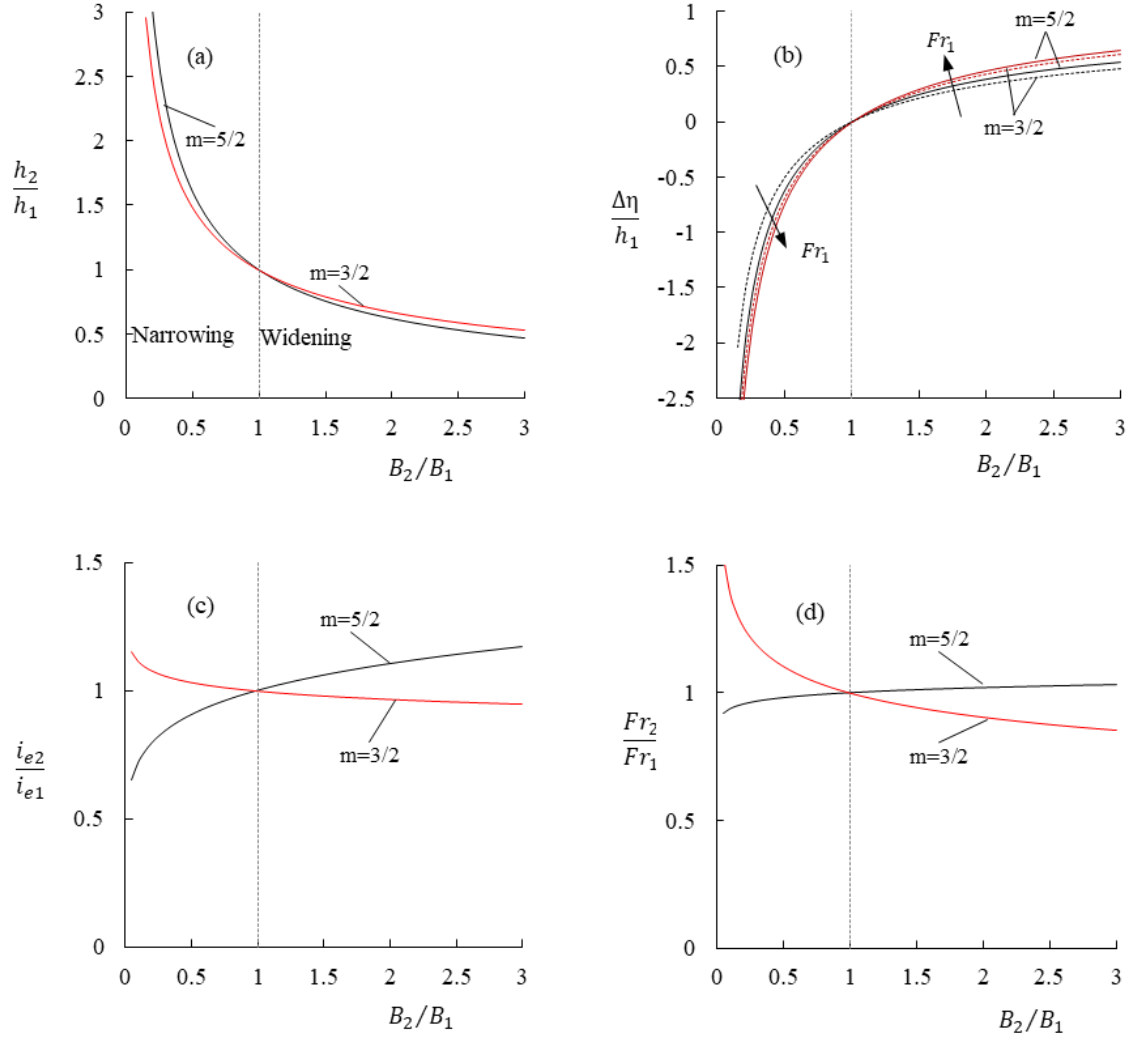 (a)
3
2.5
2
1.5
1
0.5
0
h₂/h₁
m=5/2
m=3/2
Narrowing
Widening
0 0.5 1 1.5 2 2.5 3
B₂/B₁
(b)
1
0.5
0
-0.5
-1
-1.5
-2
-2.5
Δη/h₁
Fr₁
m=5/2
m=3/2
Fr₁
0 0.5 1 1.5 2 2.5 3
B₂/B₁
(c)
1.5
1
0.5
0
i_e2/i_e1
m=5/2
m=3/2
0 0.5 1 1.5 2 2.5 3
B₂/B₁
(d)
1.5
1
0.5
0
Fr₂/Fr₁
m=5/2
m=3/2
0 0.5 1 1.5 2 2.5 3
B₂/B₁